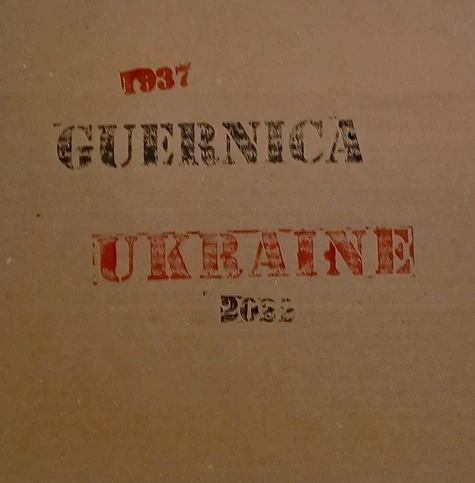 1937
GUERNICA
UKRAINE
2022